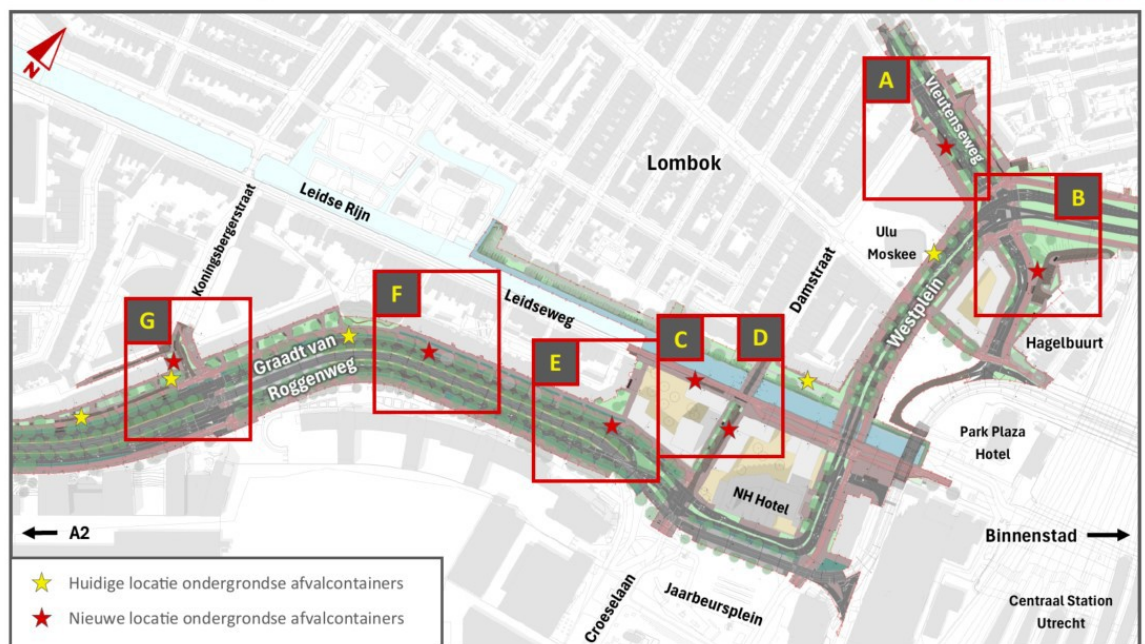 N
A
Vleutenseweg
Lombok
B
Leidse Rijn
Koningsbergerstraat
Ulu
Moskee
Damstraat
F
Leidseweg
Westplein
G
Graadt van
Roggenweg
C
D
E
Hagelbuurt
Park Plaza
Hotel
NH Hotel
A2
Binnenstad
Croeselaan
Jaarbeursplein
Centraal Station
Utrecht
Huidige locatie ondergrondse afvalcontainers
Nieuwe locatie ondergrondse afvalcontainers